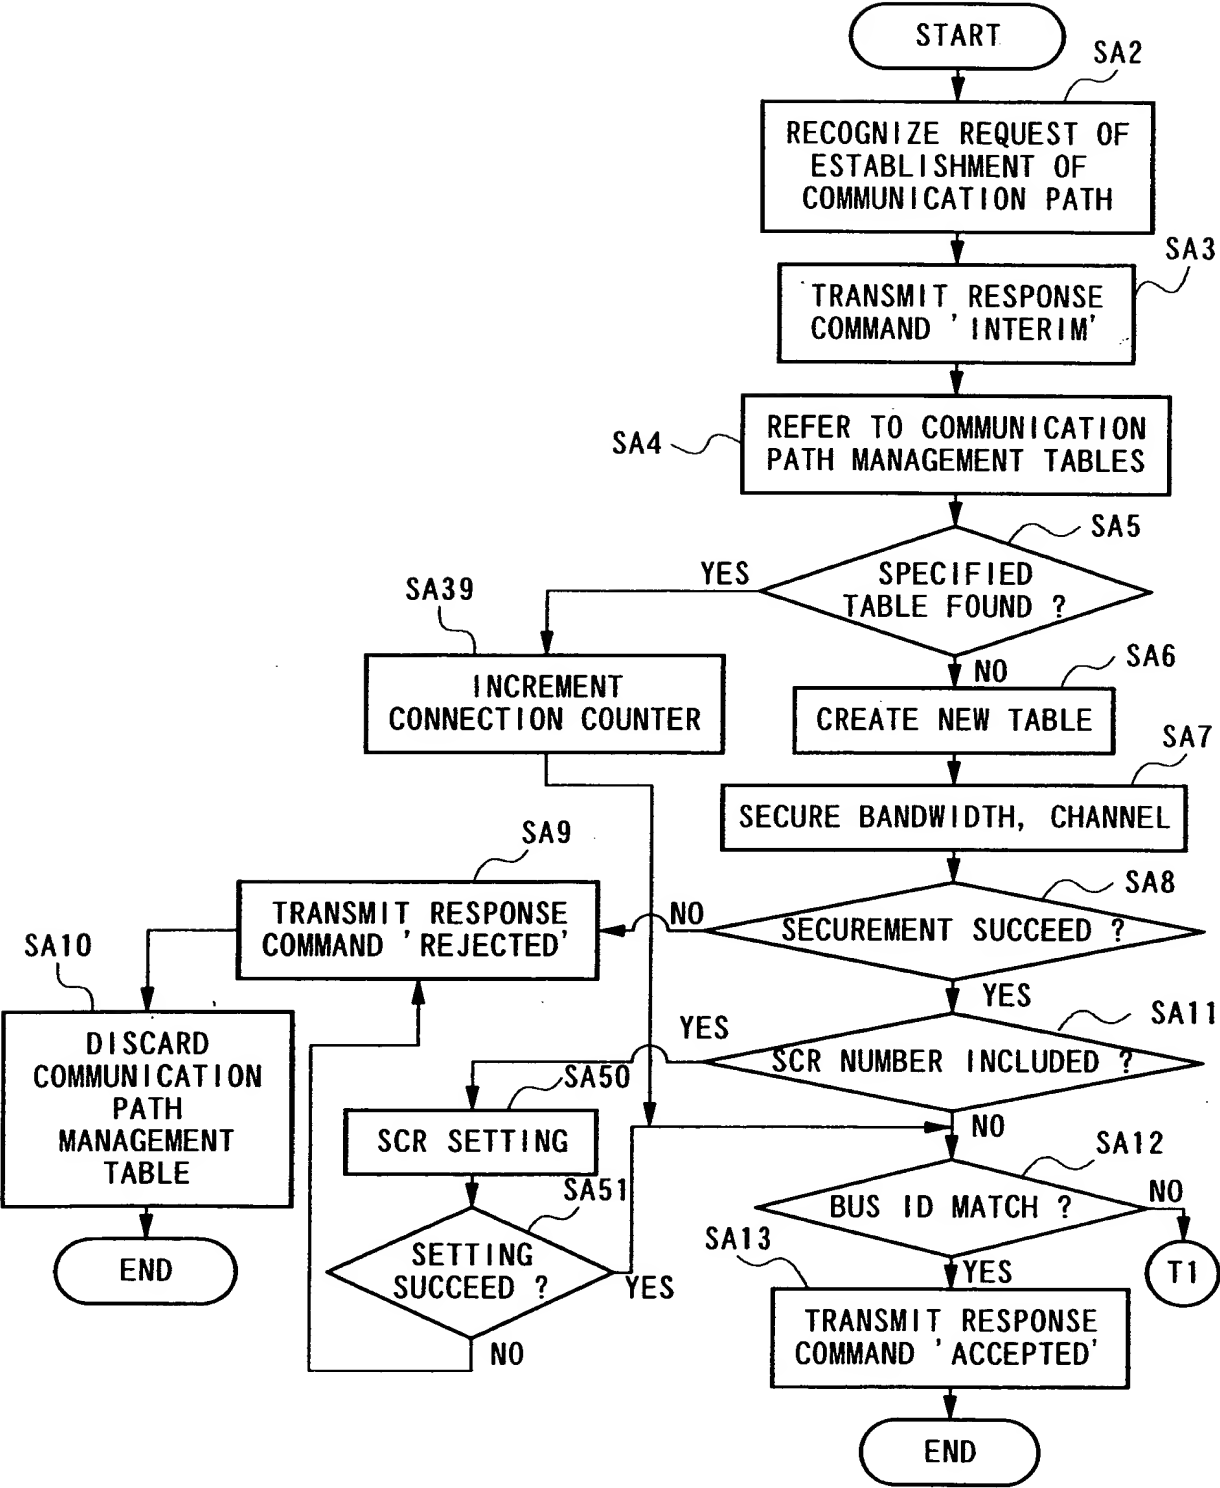 START
SA2
RECOGNIZE REQUEST OF
ESTABLISHMENT OF
COMMUNICATION PATH
SA3
TRANSMIT RESPONSE
COMMAND 'INTERIM'
SA4
REFER TO COMMUNICATION
PATH MANAGEMENT TABLES
SA5
SPECIFIED
TABLE FOUND ?
YES
NO
SA39
INCREMENT
CONNECTION COUNTER
SA6
CREATE NEW TABLE
SA7
SECURE BANDWIDTH, CHANNEL
SA8
SECUREMENT SUCCEED ?
NO
YES
SA9
TRANSMIT RESPONSE
COMMAND 'REJECTED'
SA10
DISCARD
COMMUNICATION
PATH
MANAGEMENT
TABLE
END
SA11
SCR NUMBER INCLUDED ?
YES
NO
SA50
SCR SETTING
SA51
SETTING
SUCCEED ?
YES
NO
SA12
BUS ID MATCH ?
NO
T1
YES
SA13
TRANSMIT RESPONSE
COMMAND 'ACCEPTED'
END